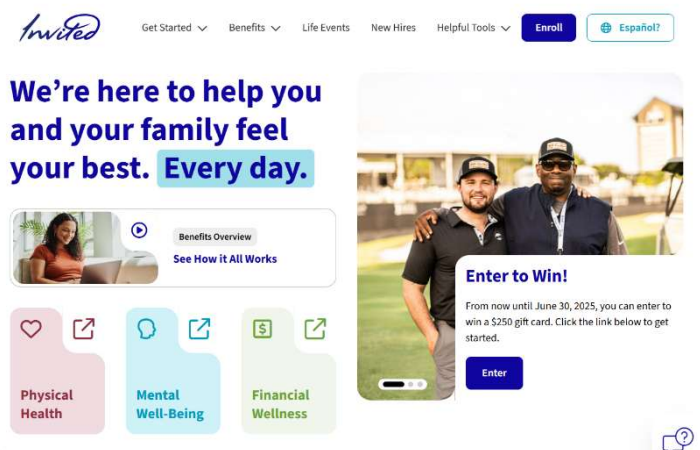 Invited
Get Started
Benefits
Life Events
New Hires
Helpful Tools
Enroll
Español?
We’re here to help you
and your family feel
your best. Every day.
Benefits Overview
See How it All Works
Enter to Win!
From now until June 30, 2025, you can enter to
win a $250 gift card. Click the link below to get
started.
Enter
Physical
Health
Mental
Well-Being
$
Financial
Wellness
?